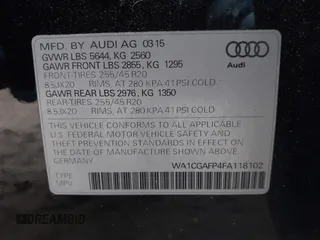 MFD. BY AUDI AG 03·15
GVWR LBS 5644, KG 2560
GAWR FRONT LBS 2855, KG 1295
FRONT TIRES 255/45 R20
8.5JX20 RIMS, AT 280 KPA 41 PSI COLD
GAWR REAR LBS 2976, KG 1350
REAR TIRES 255/45 R20
8.5JX20 RIMS, AT 280 KPA 41 PSI COLD
THIS VEHICLE CONFORMS TO ALL APPLICABLE
U.S. FEDERAL MOTOR VEHICLE SAFETY AND
THEFT PREVENTION STANDARDS IN EFFECT ON
THE DATE OF MANUFACTURE SHOWN ABOVE.
GERMANY WA1CGAFP4FA118102
TYPE
MPV
Audi
DREAMBID